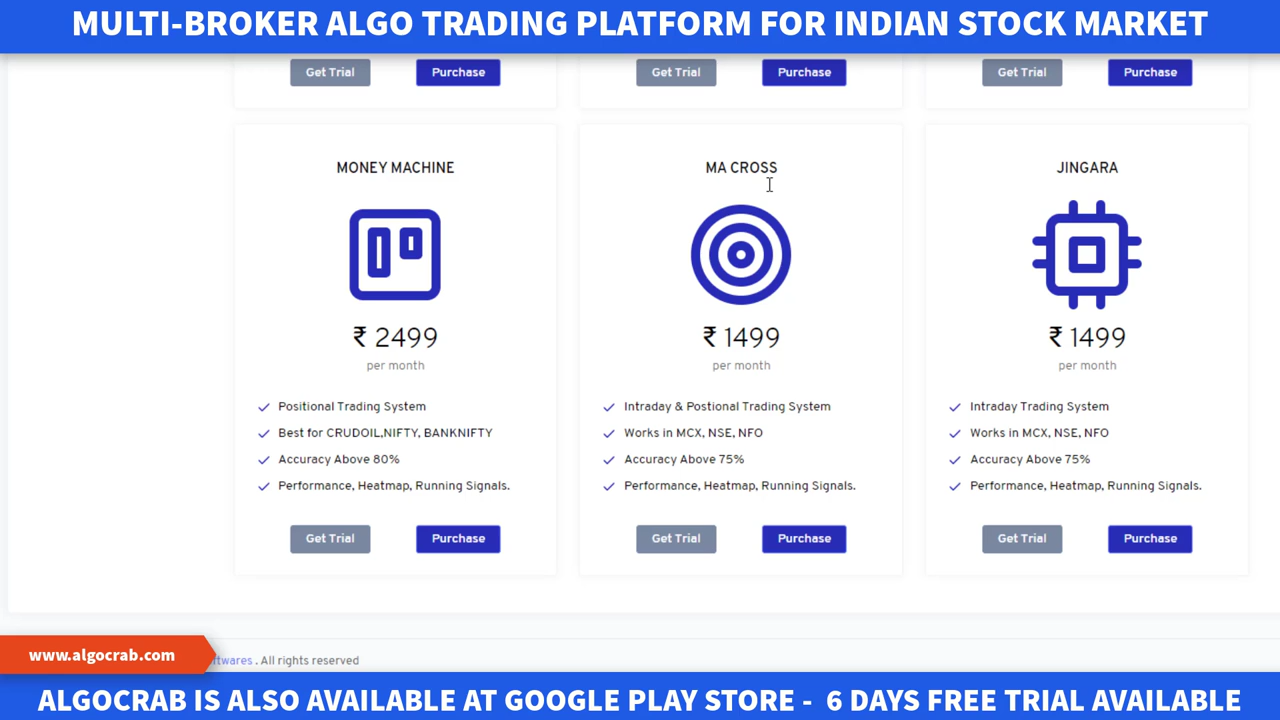 MULTI-BROKER ALGO TRADING PLATFORM FOR INDIAN STOCK MARKET
Get Trial Purchase Get Trial Purchase Get Trial Purchase
MONEY MACHINE
₹ 2499
per month
Positional Trading System
Best for CRUDOIL,NIFTY, BANKNIFTY
Accuracy Above 80%
Performance, Heatmap, Running Signals.
Get Trial Purchase
MA CROSS
₹ 1499
per month
Intraday & Postional Trading System
Works in MCX, NSE, NFO
Accuracy Above 75%
Performance, Heatmap, Running Signals.
Get Trial Purchase
JINGARA
₹ 1499
per month
Intraday Trading System
Works in MCX, NSE, NFO
Accuracy Above 75%
Performance, Heatmap, Running Signals.
Get Trial Purchase
www.algocrab.com
. All rights reserved
ALGOCRAB IS ALSO AVAILABLE AT GOOGLE PLAY STORE - 6 DAYS FREE TRIAL AVAILABLE